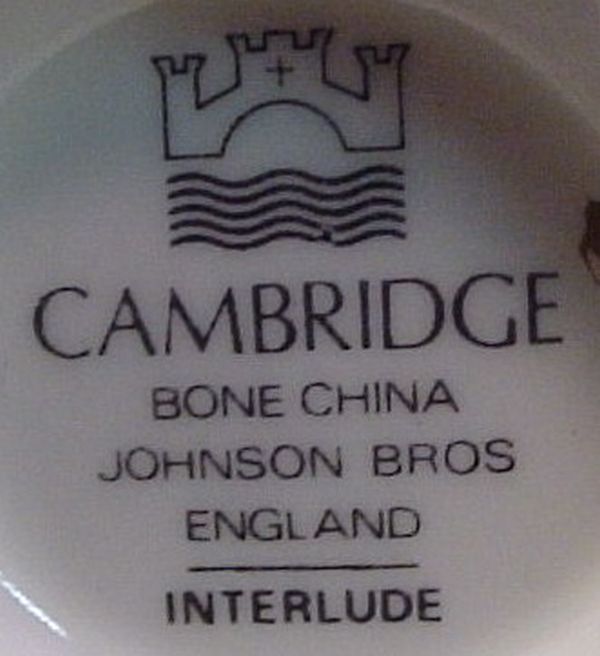 CAMBRIDGE
BONE CHINA
JOHNSON BROS
ENGLAND
INTERLUDE